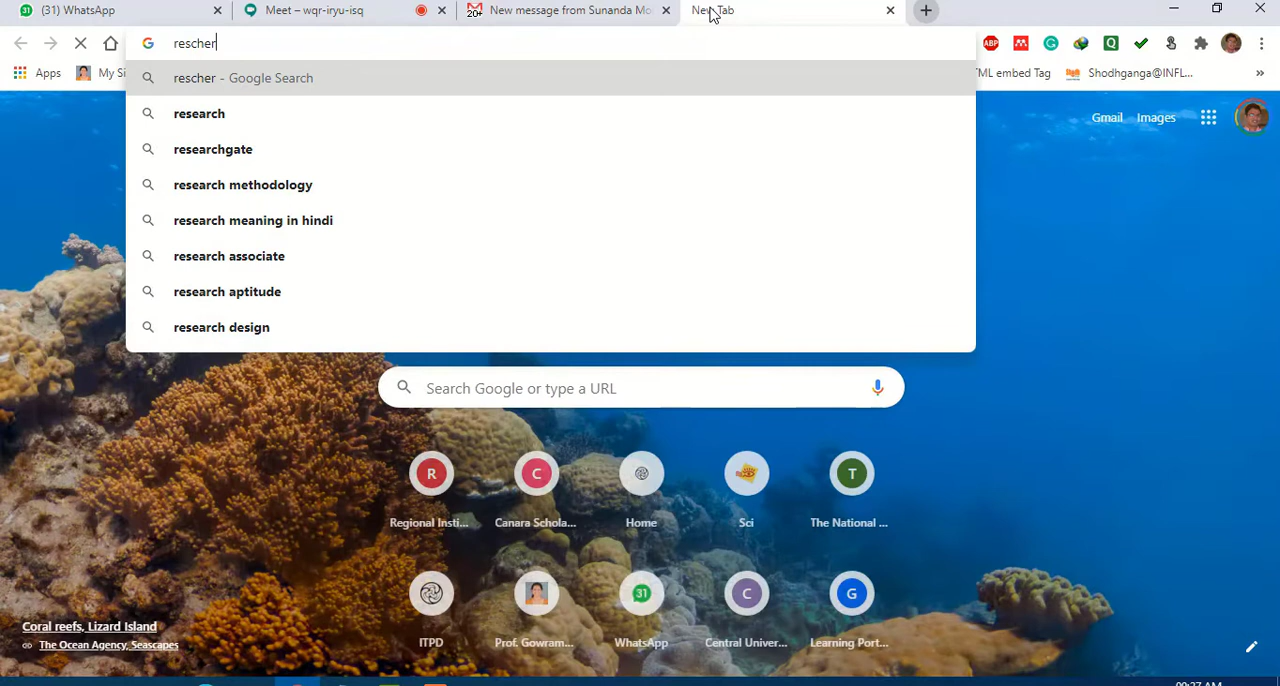 (31) WhatsApp
Meet – wqr-iryu-isq
New message from Sunanda Mo
20+
rescher
rescher - Google Search
research
researchgate
research methodology
research meaning in hindi
research associate
research aptitude
research design
Apps
My Si
TML embed Tag
Shodhganga@INFL...
ABP
Gmail
Images
Search Google or type a URL
R
C
T
Regional Insti...
Canara Schola...
Home
Sci
The National ...
31
C
G
ITPD
Prof. Gowram...
WhatsApp
Central Univer...
Learning Port...
Coral reefs, Lizard Island
The Ocean Agency, Seascapes